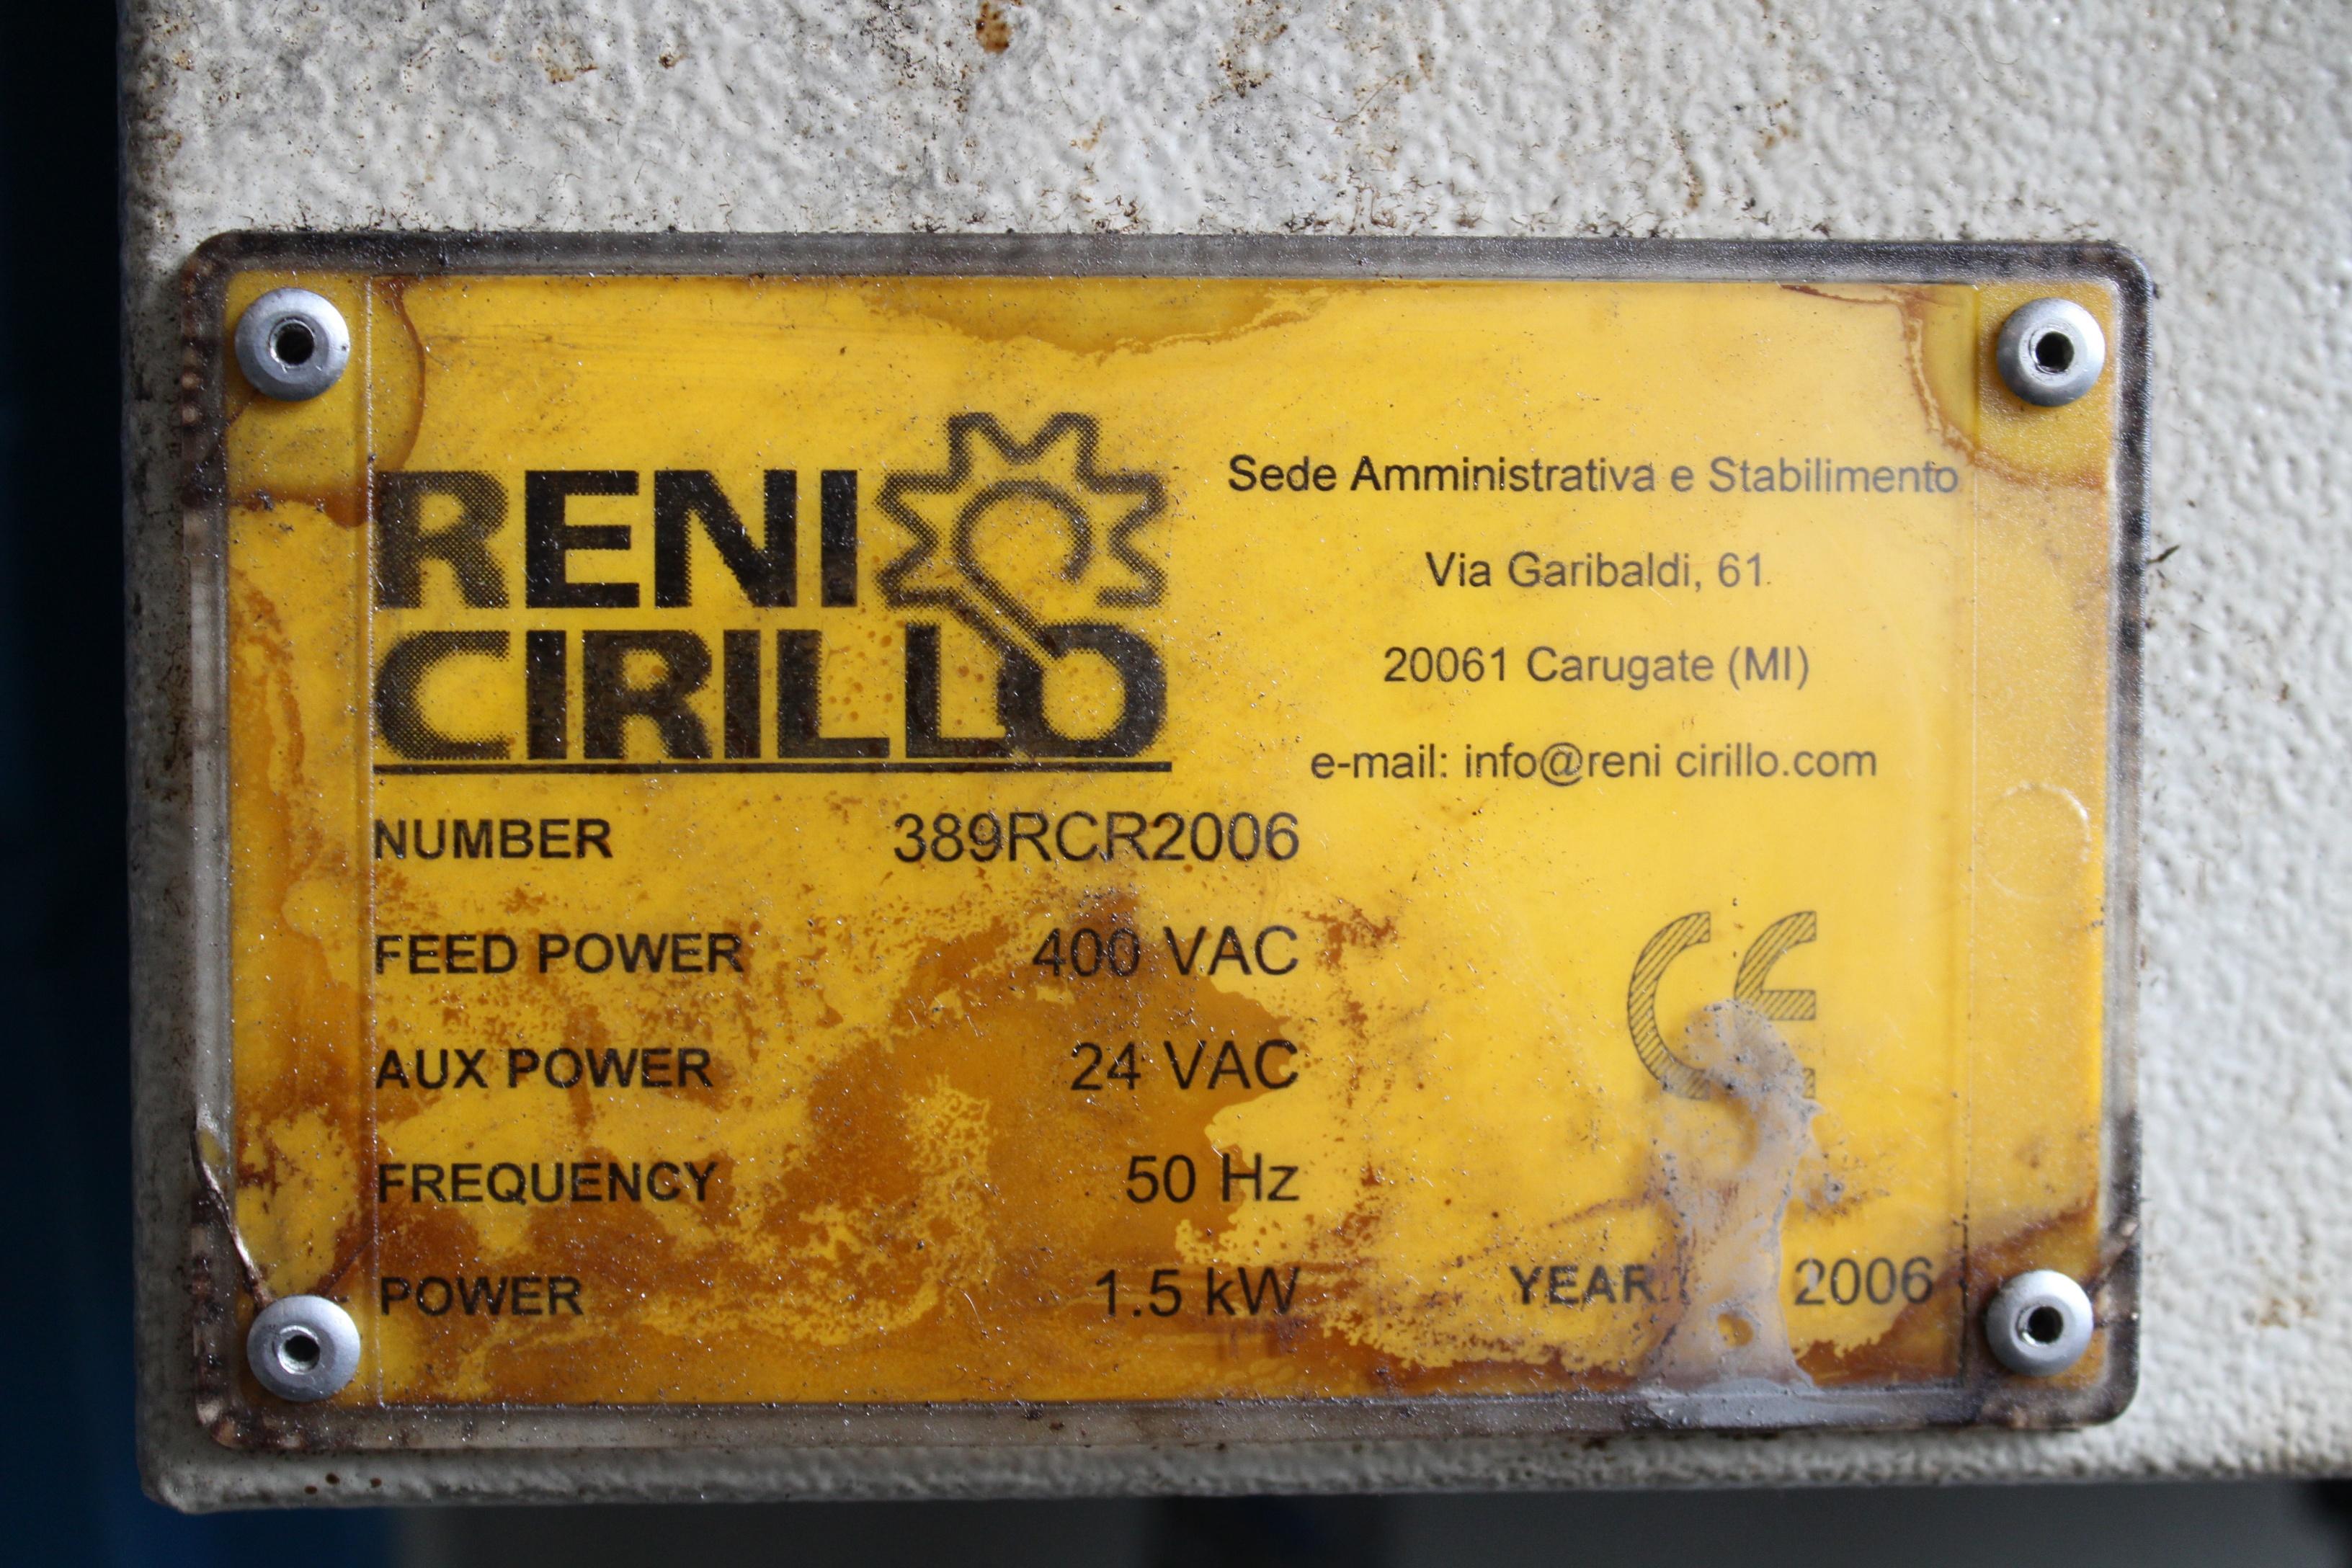 RENI
CIRILLO
Sede Amministrativa e Stabilimento
Via Garibaldi, 61
20061 Carugate (MI)
e-mail: info@reni cirillo.com
NUMBER 389RCR2006
FEED POWER 400 VAC
AUX POWER 24 VAC
CE
FREQUENCY 50 Hz
POWER 1.5 kW
YEAR 2006